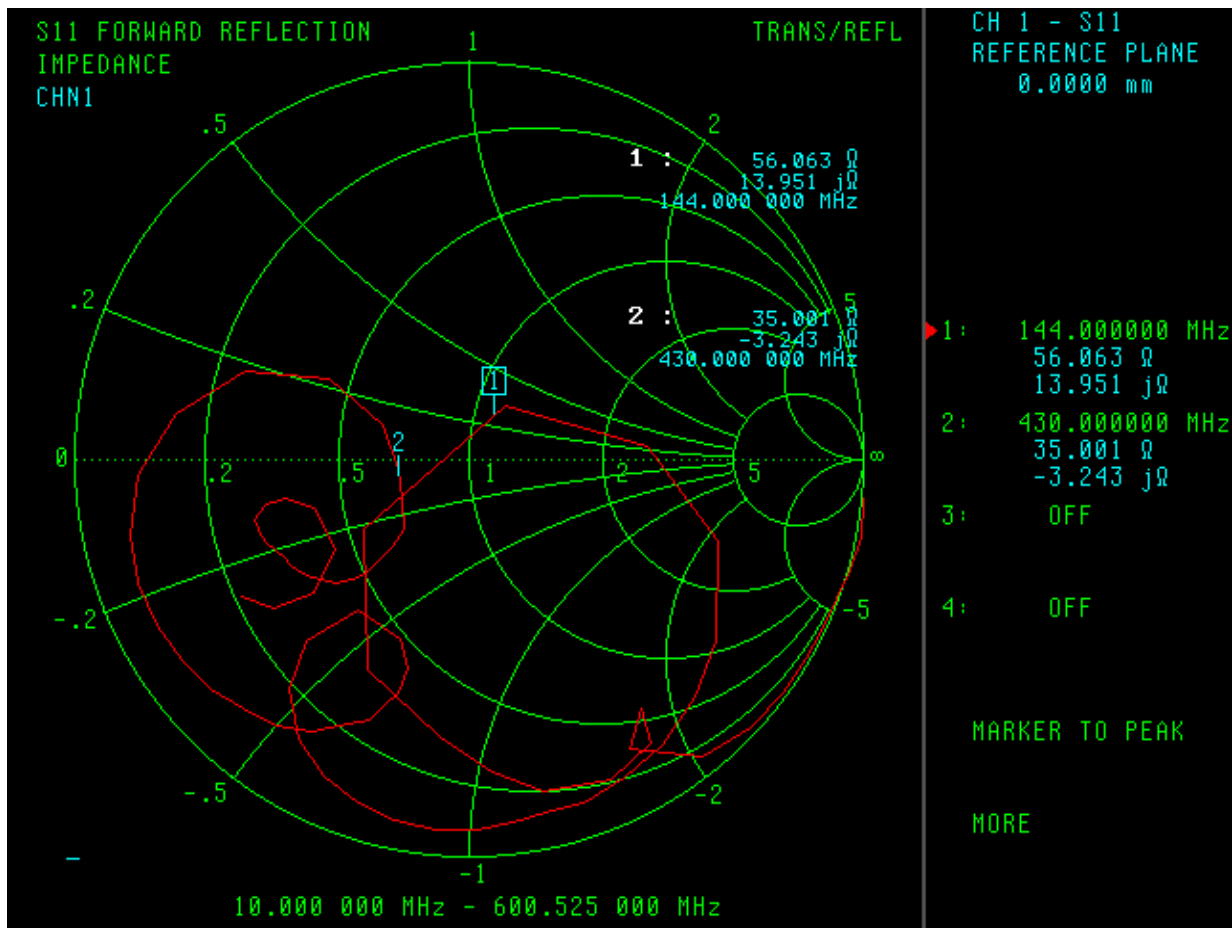 S11 FORWARD REFLECTION
IMPEDANCE
CHN1
TRANS/REFL
1
.5
2
.2
5
0
.2
.5
1
2
5
∞
-.2
-5
-.5
-2
-1
1 :
56.063 Ω
13.951 jΩ
144.000 000 MHz
2 :
35.001 Ω
-3.243 jΩ
430.000 000 MHz
1
2
10.000 000 MHz - 600.525 000 MHz
CH 1 - S11
REFERENCE PLANE
0.0000 mm
1: 144.000000 MHz
56.063 Ω
13.951 jΩ
2: 430.000000 MHz
35.001 Ω
-3.243 jΩ
3: OFF
4: OFF
MARKER TO PEAK
MORE